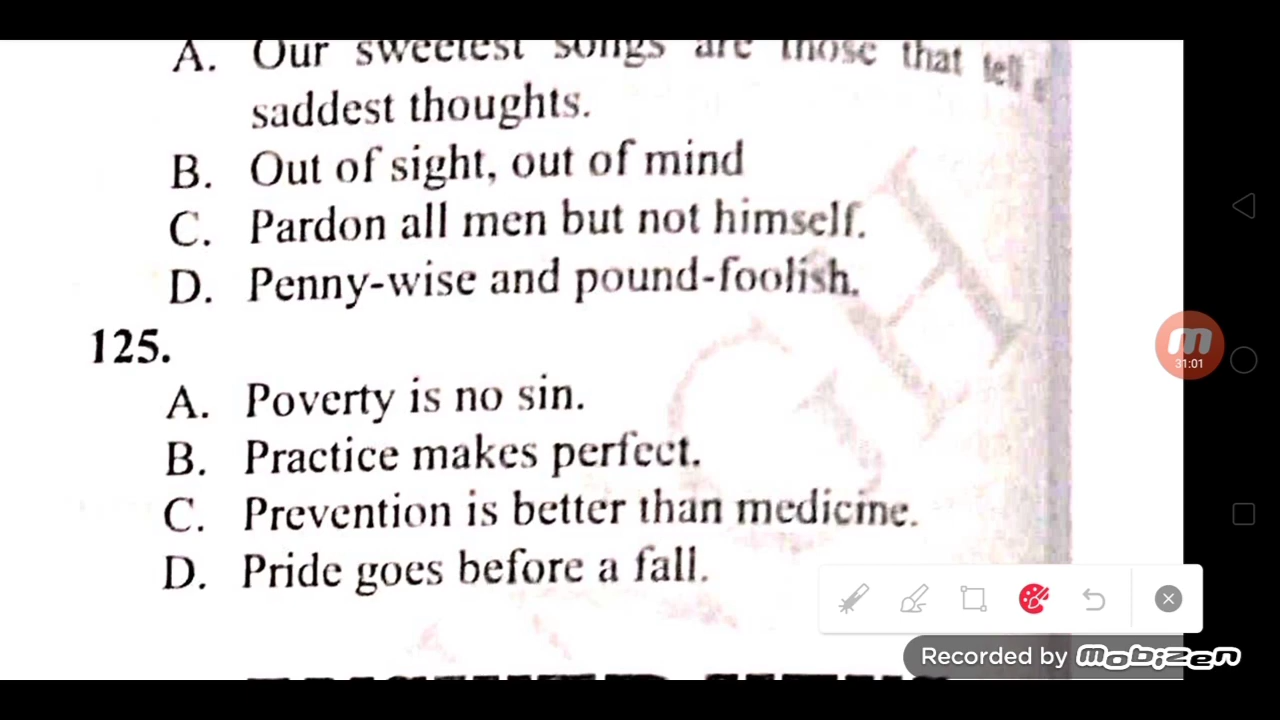 A. Our sweetest songs are those that tell
saddest thoughts.
B. Out of sight, out of mind
C. Pardon all men but not himself.
D. Penny-wise and pound-foolish.
125.
A. Poverty is no sin.
B. Practice makes perfect.
C. Prevention is better than medicine.
D. Pride goes before a fall.
31:01
Recorded by mobizen